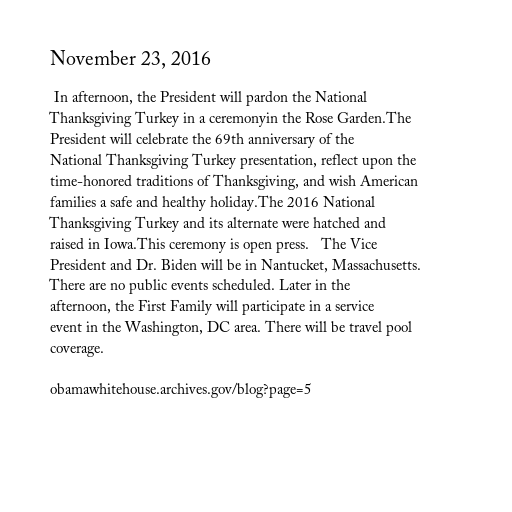 November 23, 2016
In afternoon, the President will pardon the National
Thanksgiving Turkey in a ceremonyin the Rose Garden.The
President will celebrate the 69th anniversary of the
National Thanksgiving Turkey presentation, reflect upon the
time-honored traditions of Thanksgiving, and wish American
families a safe and healthy holiday.The 2016 National
Thanksgiving Turkey and its alternate were hatched and
raised in Iowa.This ceremony is open press.   The Vice
President and Dr. Biden will be in Nantucket, Massachusetts.
There are no public events scheduled. Later in the
afternoon, the First Family will participate in a service
event in the Washington, DC area. There will be travel pool
coverage.
obamawhitehouse.archives.gov/blog?page=5